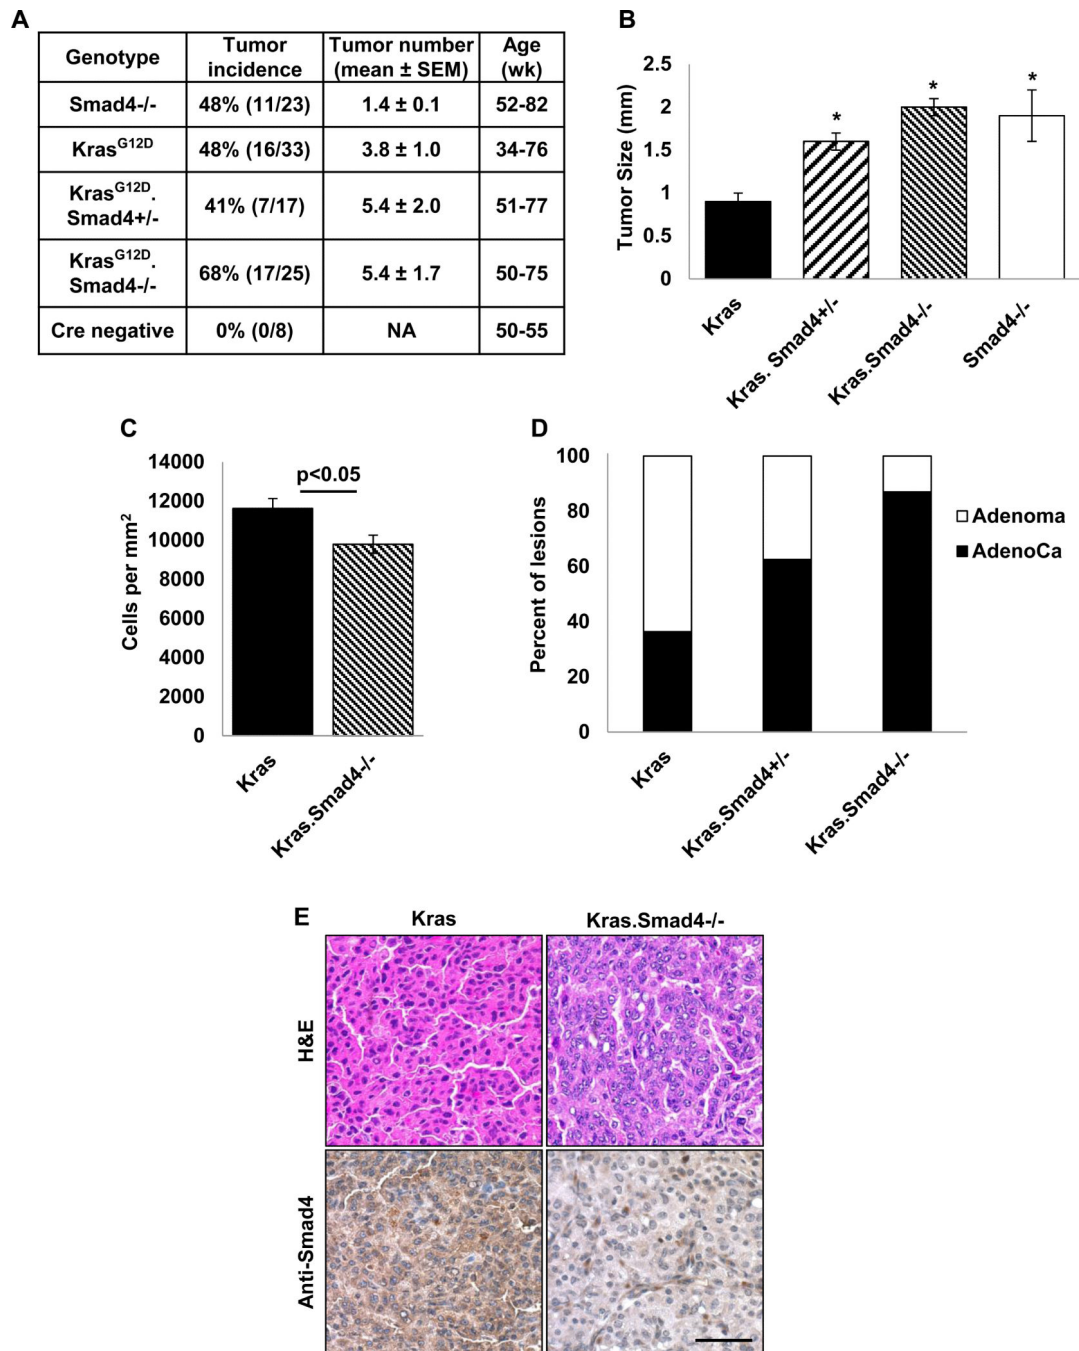 A
Genotype Tumor incidence Tumor number (mean ± SEM) Age (wk)
Smad4-/- 48% (11/23) 1.4 ± 0.1 52-82
KrasG12D 48% (16/33) 3.8 ± 1.0 34-76
KrasG12D. Smad4+/- 41% (7/17) 5.4 ± 2.0 51-77
KrasG12D. Smad4-/- 68% (17/25) 5.4 ± 1.7 50-75
Cre negative 0% (0/8) NA 50-55
B
Tumor Size (mm)
2.5
2
1.5
1
0.5
0
*
*
*
Kras
Kras. Smad4+/-
Kras.Smad4-/-
Smad4-/-
C
Cells per mm2
14000
12000
10000
8000
6000
4000
2000
0
p<0.05
Kras
Kras.Smad4-/-
D
Percent of lesions
100
80
60
40
20
0
Kras
Kras.Smad4+/-
Kras.Smad4-/-
Adenoma
AdenoCa
E
Kras
Kras.Smad4-/-
H&E
Anti-Smad4